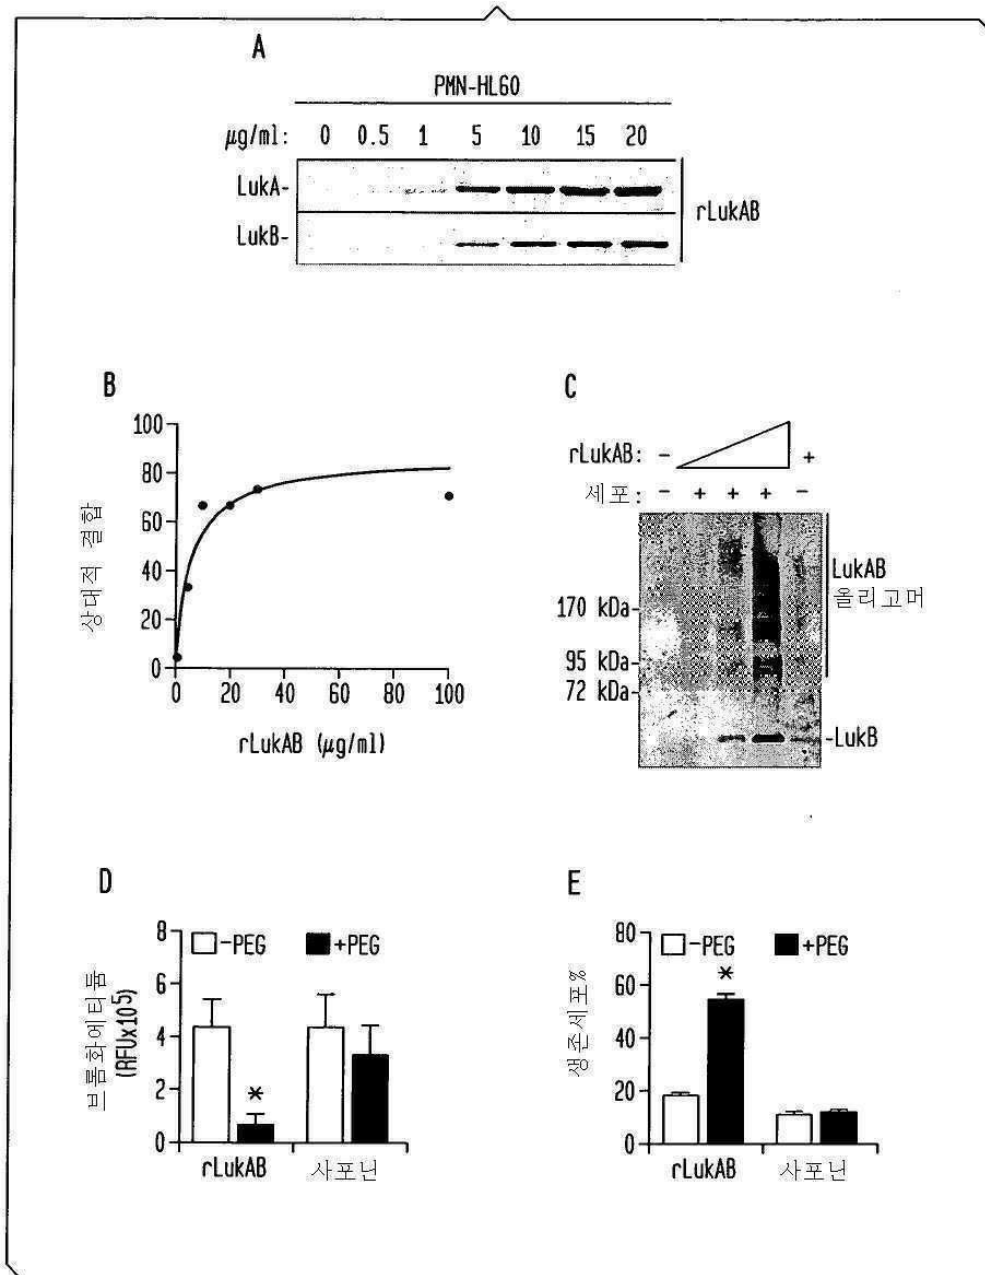 A
PMN-HL60
μg/ml: 0 0.5 1 5 10 15 20
LukA-
LukB-
rLukAB
B
상대적 결합
100
80
60
40
20
0
0 20 40 60 80 100
rLukAB (μg/ml)
C
rLukAB: - +
세포: - + + + -
170 kDa-
95 kDa-
72 kDa-
LukAB
올리고머
-LukB
D
브롬화에티듐
(RFUx10⁵)
8
6
4
2
0
-PEG +PEG
*
rLukAB 사포닌
E
생존세포%
80
60
40
20
0
-PEG +PEG
*
rLukAB 사포닌